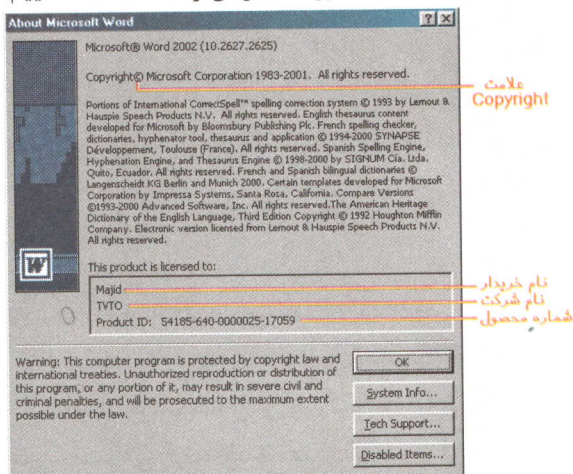 About Microsoft Word
Microsoft® Word 2002 (10.2627.2625)
Copyright© Microsoft Corporation 1983-2001. All rights reserved.
علامت
Copyright
Portions of International CorrectSpell™ spelling correction system © 1993 by Lernout &
Hauspie Speech Products N.V. All rights reserved. English thesaurus content
developed for Microsoft by Bloomsbury Publishing Plc. French spelling checker,
dictionaries, hyphenator tool, thesaurus and application © 1994-2000 SYNAPSE
Développement, Toulouse (France). All rights reserved. Spanish Spelling Engine,
Hyphenation Engine, and Thesaurus Engine © 1998-2000 by SIGNUM Cía. Ltda.
Quito, Ecuador. All rights reserved. French and Spanish bilingual dictionaries ©
Langenscheidt KG Berlin and Munich 2000. Certain templates developed for Microsoft
Corporation by Impressa Systems, Santa Rosa, California. Compare Versions
©1993-2000 Advanced Software, Inc. All rights reserved.The American Heritage
Dictionary of the English Language, Third Edition Copyright © 1992 Houghton Mifflin
Company. Electronic version licensed from Lernout & Hauspie Speech Products N.V.
All rights reserved.
W
This product is licensed to:
Majid
نام خریدار
TVTO
نام شرکت
Product ID: 54185-640-0000025-17059
شماره محصول
Warning: This computer program is protected by copyright law and
international treaties. Unauthorized reproduction or distribution of
this program, or any portion of it, may result in severe civil and
criminal penalties, and will be prosecuted to the maximum extent
possible under the law.
OK
System Info...
Tech Support...
Disabled Items...